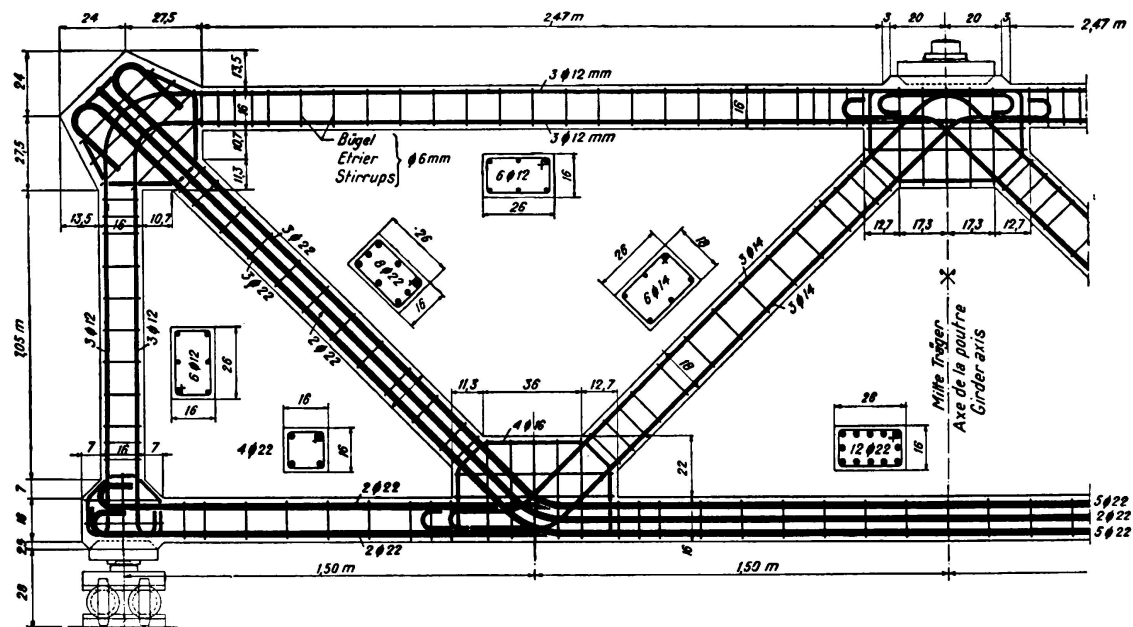 24 27,5 2,47 m 3 20 20 3 2,47 m
24
13,5
3 ϕ 12 mm
16
16
3 ϕ 12 mm
Bügel
Etrier
Stirrups
ϕ 6mm
27,5
10,7
11,3
6 ϕ 12
16
26
13,5 16 10,7
12,7 17,3 17,3 12,7
3 ϕ 22
3 ϕ 22
2 ϕ 22
26
8 ϕ 22
16
26
18
6 ϕ 14
3 ϕ 14
3 ϕ 14
18
3 ϕ 12
3 ϕ 12
6 ϕ 12
26
16
Mitte Träger
Axe de la poutre
Girder axis
16
4 ϕ 22
16
11,3 36 12,7
4 ϕ 16
22
26
12 ϕ 22
16
7 16 7
7
16
28
2 ϕ 22
2 ϕ 22
16
5 ϕ 22
2 ϕ 22
5 ϕ 22
1,50 m
1,50 m